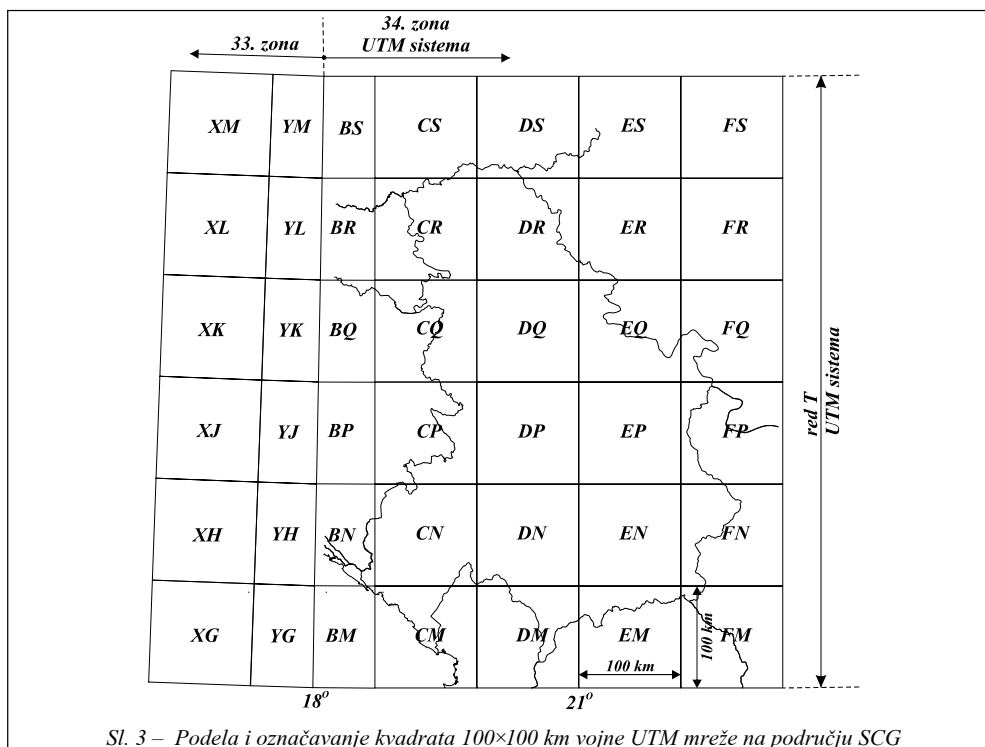 34. zona
33. zona UTM sistema
XM YM BS CS DS ES FS
XL YL BR CR DR ER FR
XK YK BQ CQ DQ EQ FQ
red T
UTM sistema
XJ YJ BP CP DP EP FP
XH YH BN CN DN EN FN
XG YG BM CM DM EM FM
100 km
100 km
18° 21°
Sl. 3 – Podela i označavanje kvadrata 100×100 km vojne UTM mreže na području SCG